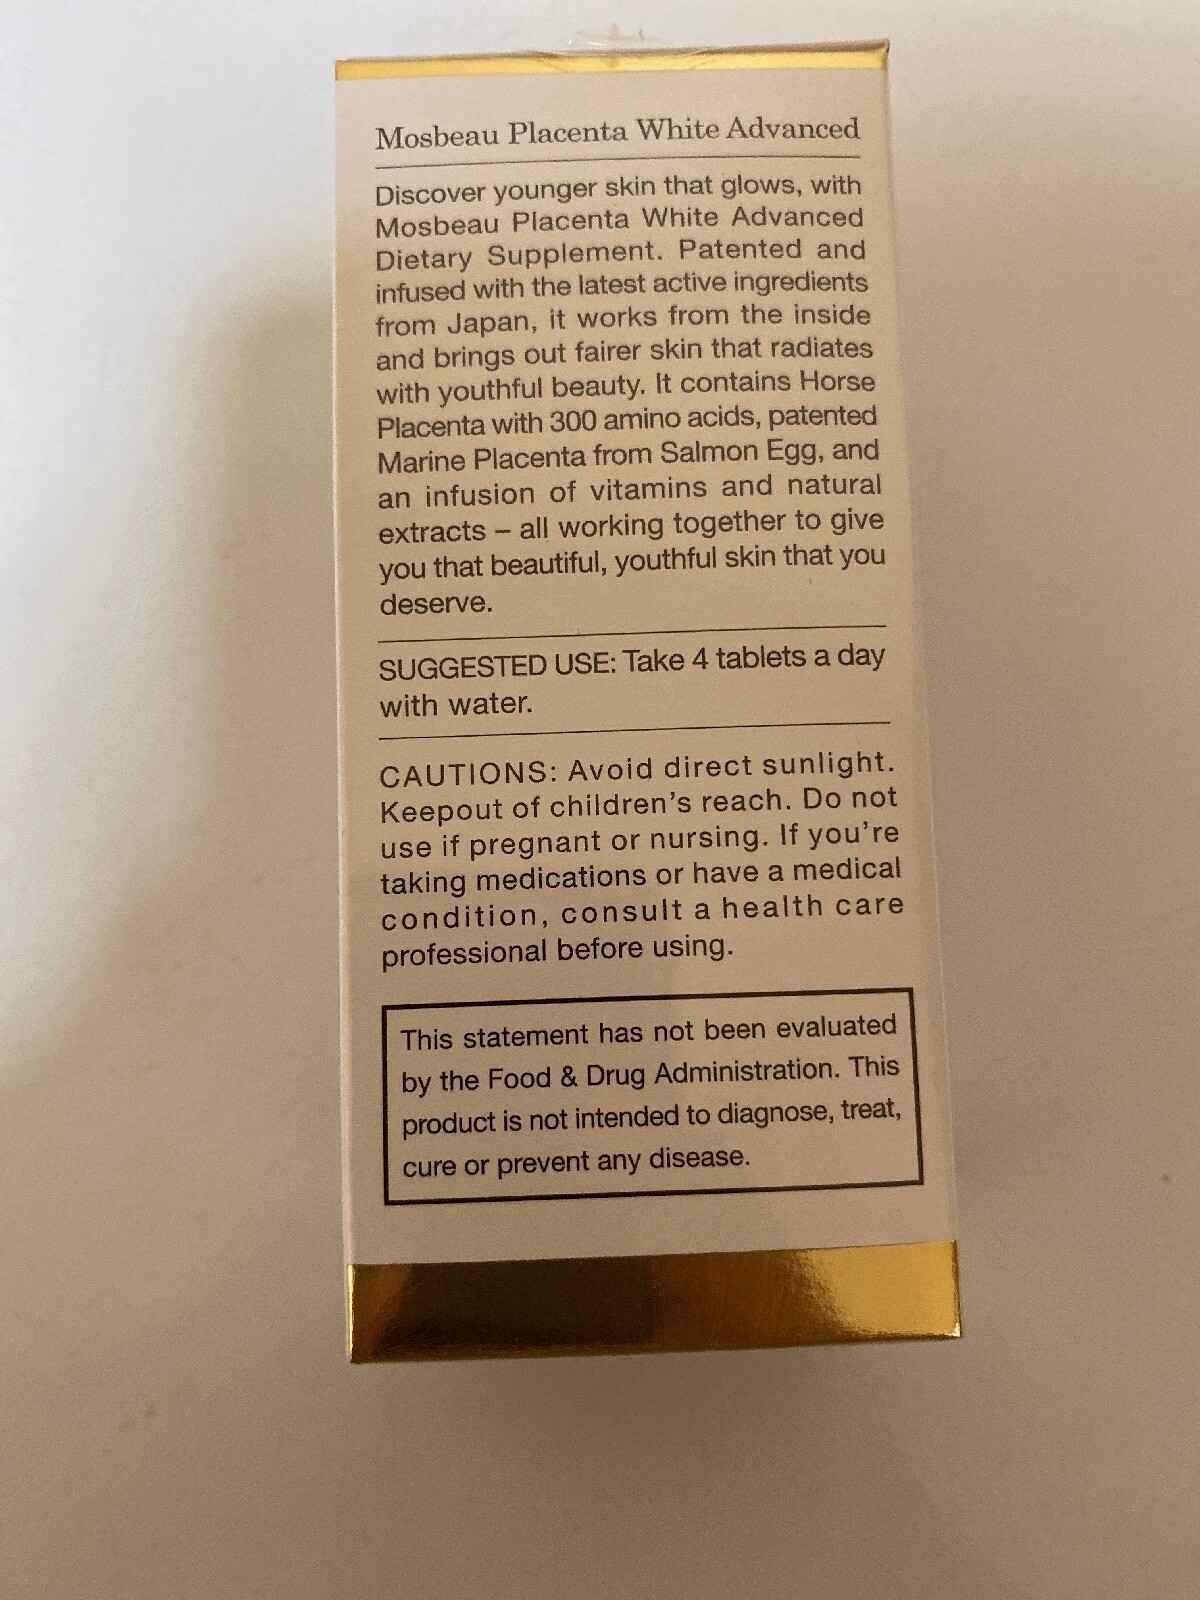 Mosbeau Placenta White Advanced
Discover younger skin that glows, with
Mosbeau Placenta White Advanced
Dietary Supplement. Patented and
infused with the latest active ingredients
from Japan, it works from the inside
and brings out fairer skin that radiates
with youthful beauty. It contains Horse
Placenta with 300 amino acids, patented
Marine Placenta from Salmon Egg, and
an infusion of vitamins and natural
extracts – all working together to give
you that beautiful, youthful skin that you
deserve.
SUGGESTED USE: Take 4 tablets a day
with water.
CAUTIONS: Avoid direct sunlight.
Keepout of children's reach. Do not
use if pregnant or nursing. If you're
taking medications or have a medical
condition, consult a health care
professional before using.
This statement has not been evaluated
by the Food & Drug Administration. This
product is not intended to diagnose, treat,
cure or prevent any disease.